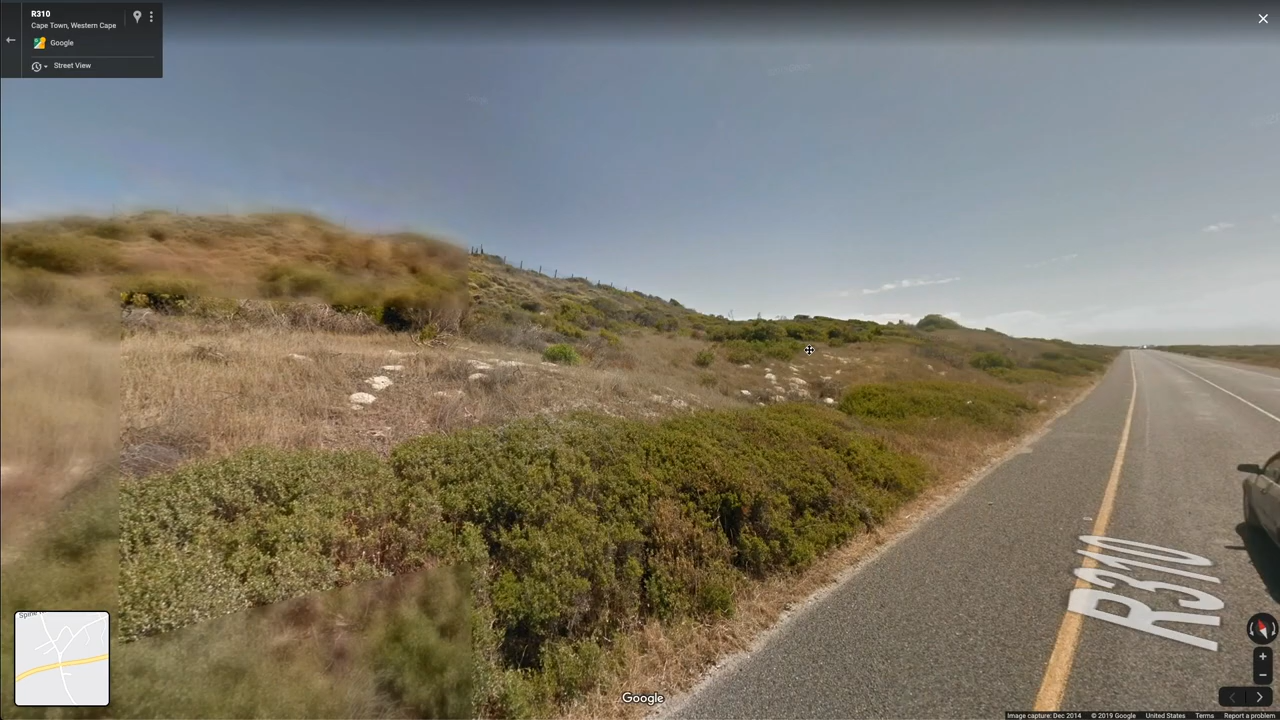 R310
Cape Town, Western Cape
Google
Street View
R310
Google
Image capture: Dec 2014 © 2019 Google United States Terms Report a problem